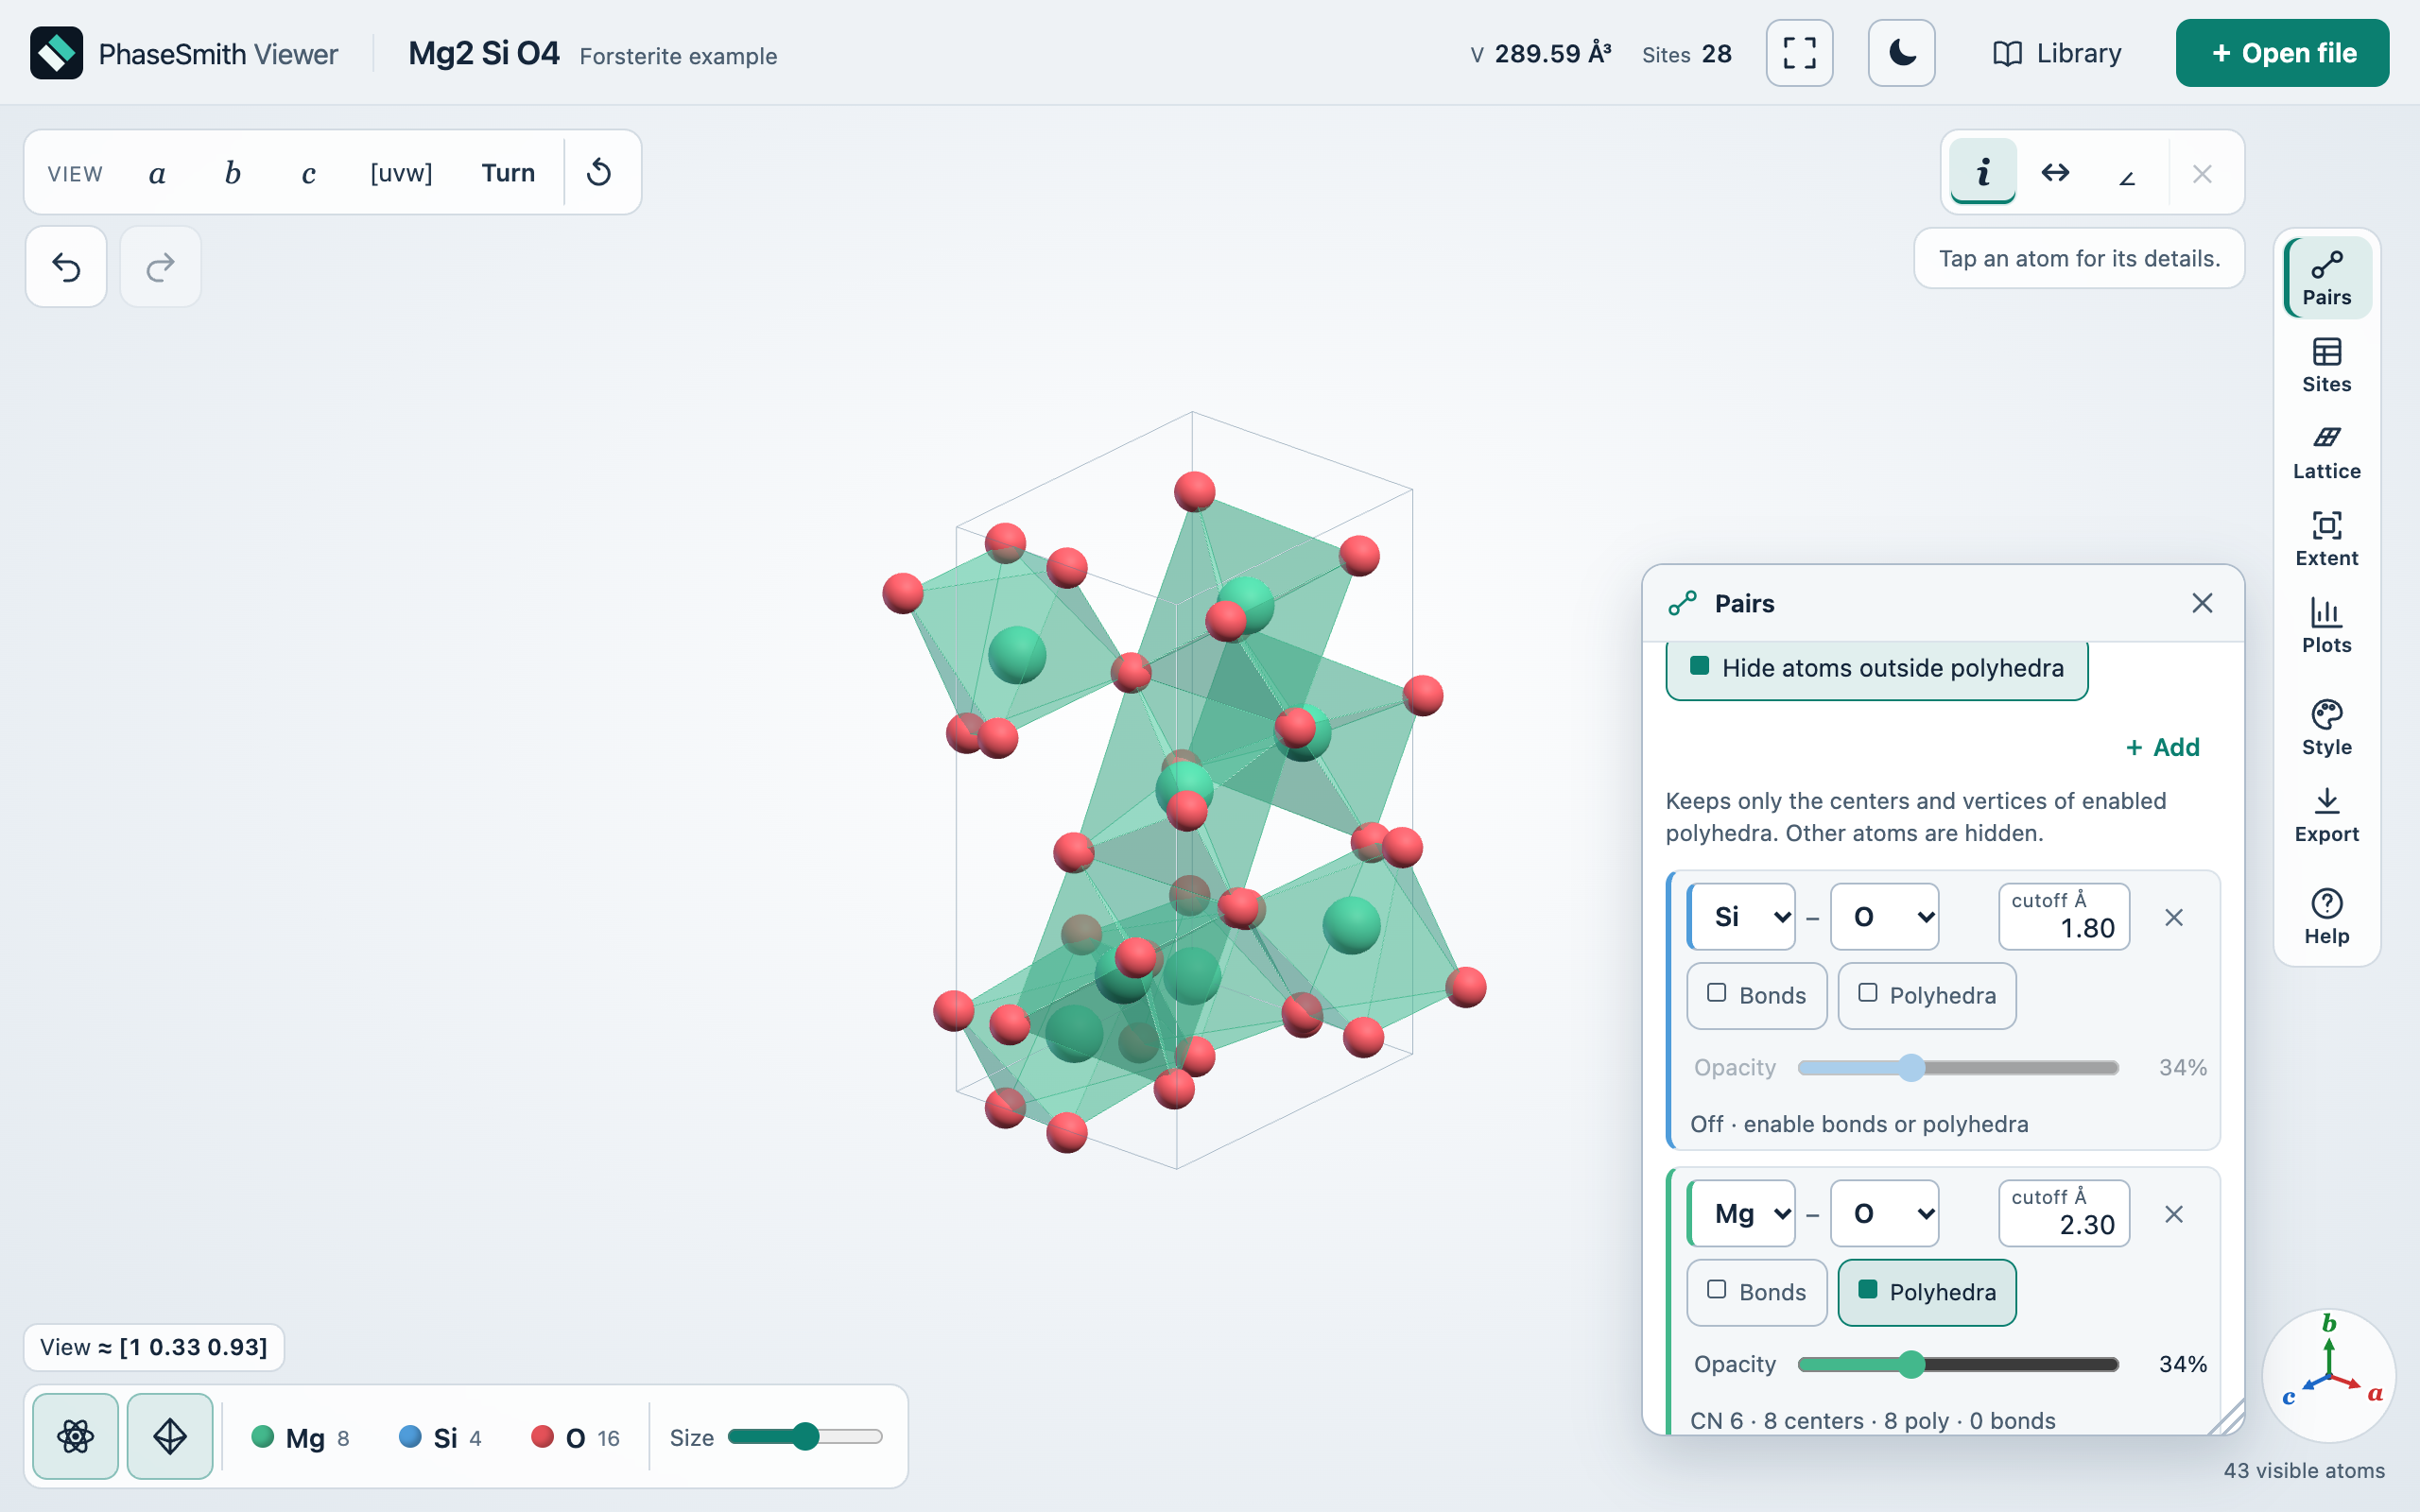 PhaseSmith Viewer
Mg2 Si O4 Forsterite example
V 289.59 Å³ Sites 28
Library
+ Open file
VIEW a b c [uvw] Turn
i
Tap an atom for its details.
Pairs
Sites
Lattice
Extent
Plots
Style
Export
Help
Pairs
Hide atoms outside polyhedra
+ Add
Keeps only the centers and vertices of enabled
polyhedra. Other atoms are hidden.
Si – O cutoff Å 1.80
Bonds Polyhedra
Opacity 34%
Off · enable bonds or polyhedra
Mg – O cutoff Å 2.30
Bonds Polyhedra
Opacity 34%
CN 6 · 8 centers · 8 poly · 0 bonds
View ≈ [1 0.33 0.93]
Mg 8 Si 4 O 16 Size
b
c a
43 visible atoms